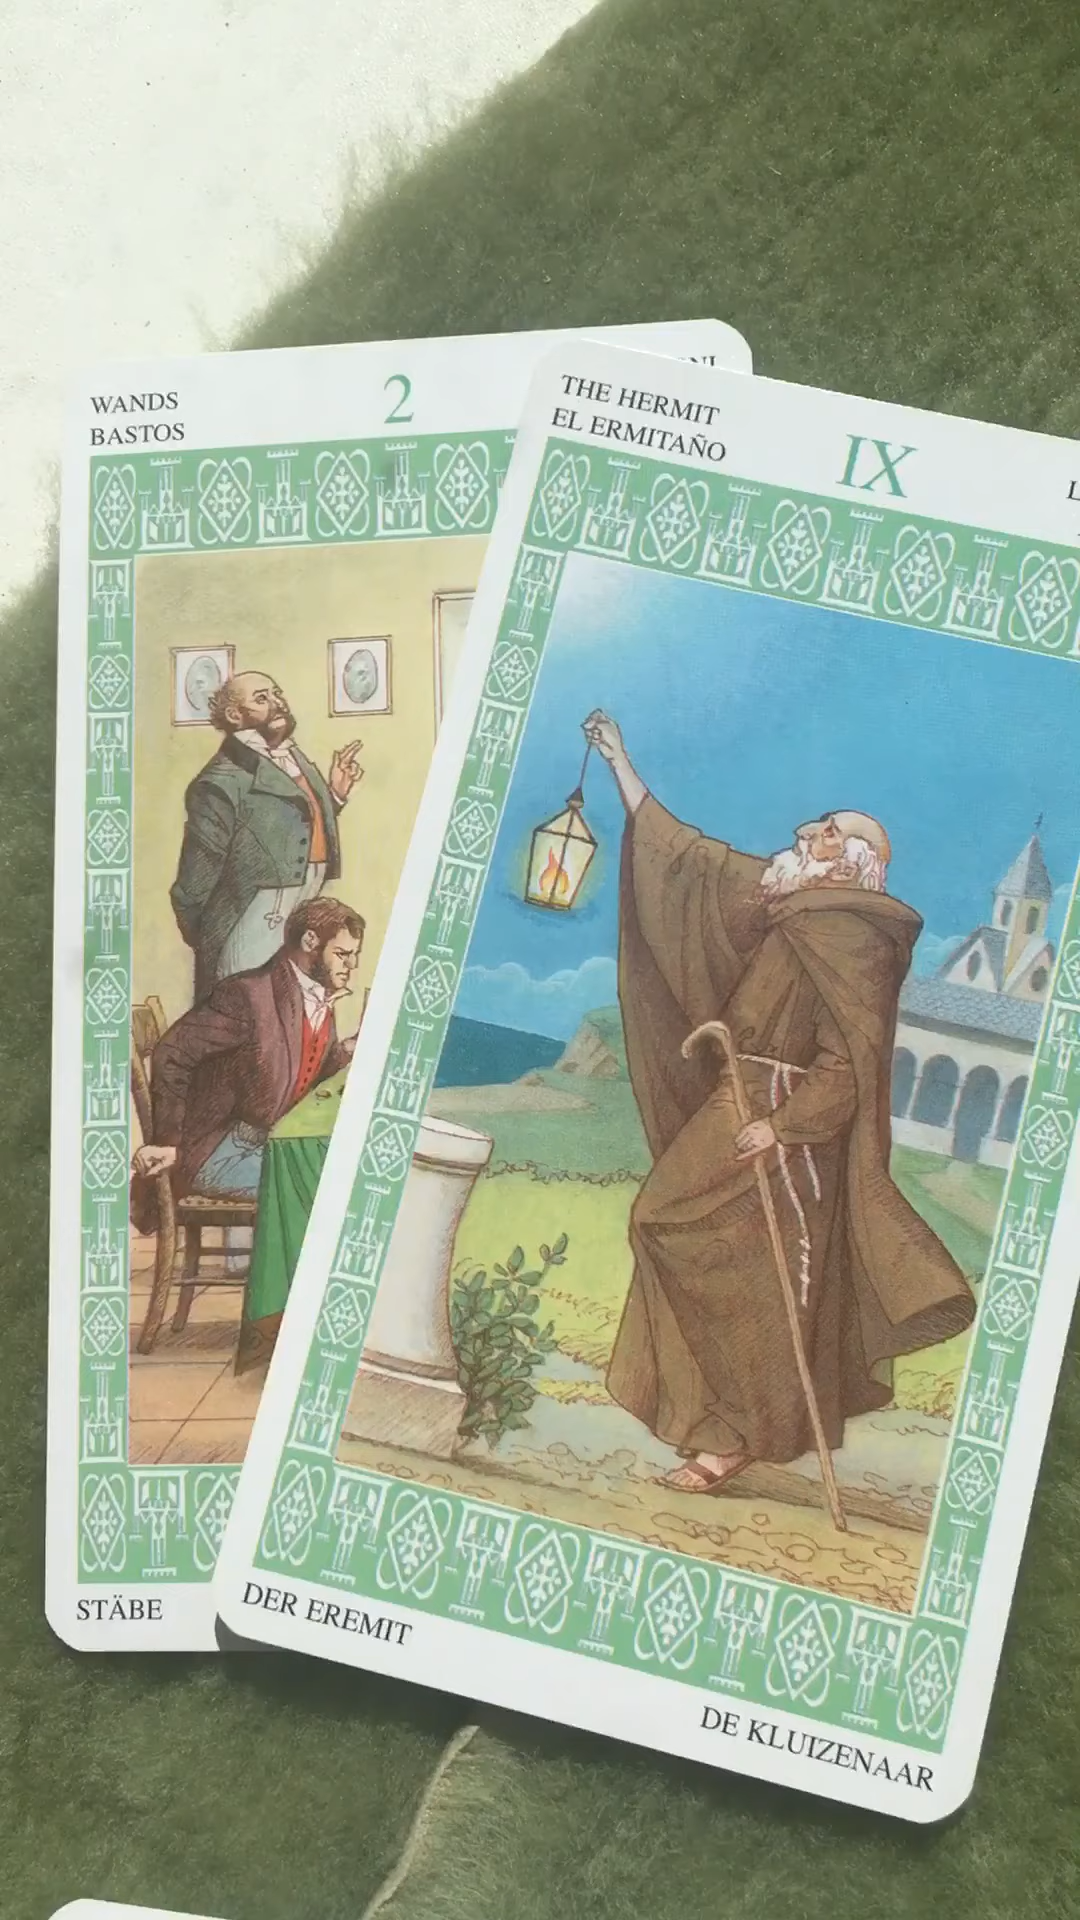 WANDS
BASTOS
2
STÄBE
THE HERMIT
EL ERMITAÑO
IX
DER EREMIT
DE KLUIZENAAR